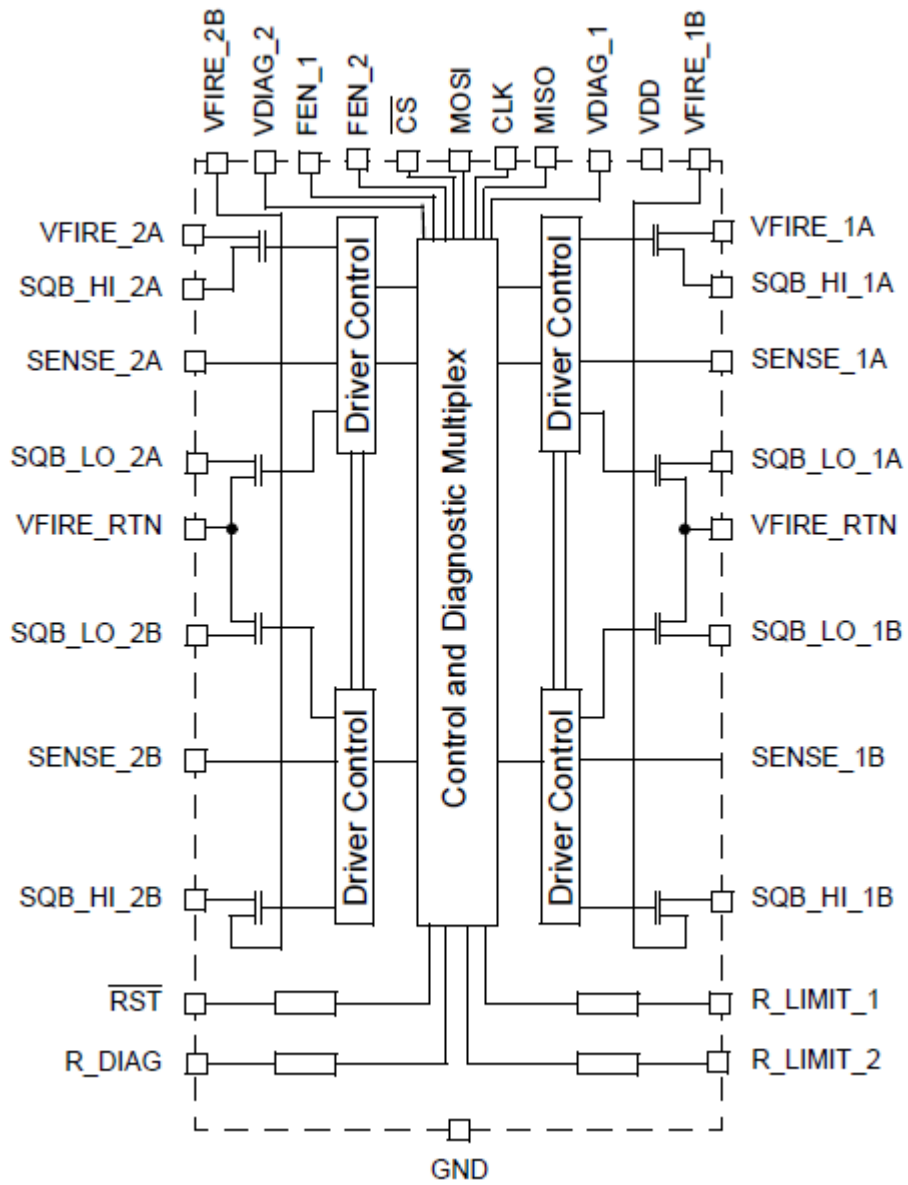 VFIRE_2B
VDIAG_2
FEN_1
FEN_2
CS
MOSI
CLK
MISO
VDIAG_1
VDD
VFIRE_1B
VFIRE_2A
SQB_HI_2A
SENSE_2A
SQB_LO_2A
VFIRE_RTN
SQB_LO_2B
SENSE_2B
SQB_HI_2B
RST
R_DIAG
Driver Control
Driver Control
Control and Diagnostic Multiplex
Driver Control
Driver Control
VFIRE_1A
SQB_HI_1A
SENSE_1A
SQB_LO_1A
VFIRE_RTN
SQB_LO_1B
SENSE_1B
SQB_HI_1B
R_LIMIT_1
R_LIMIT_2
GND